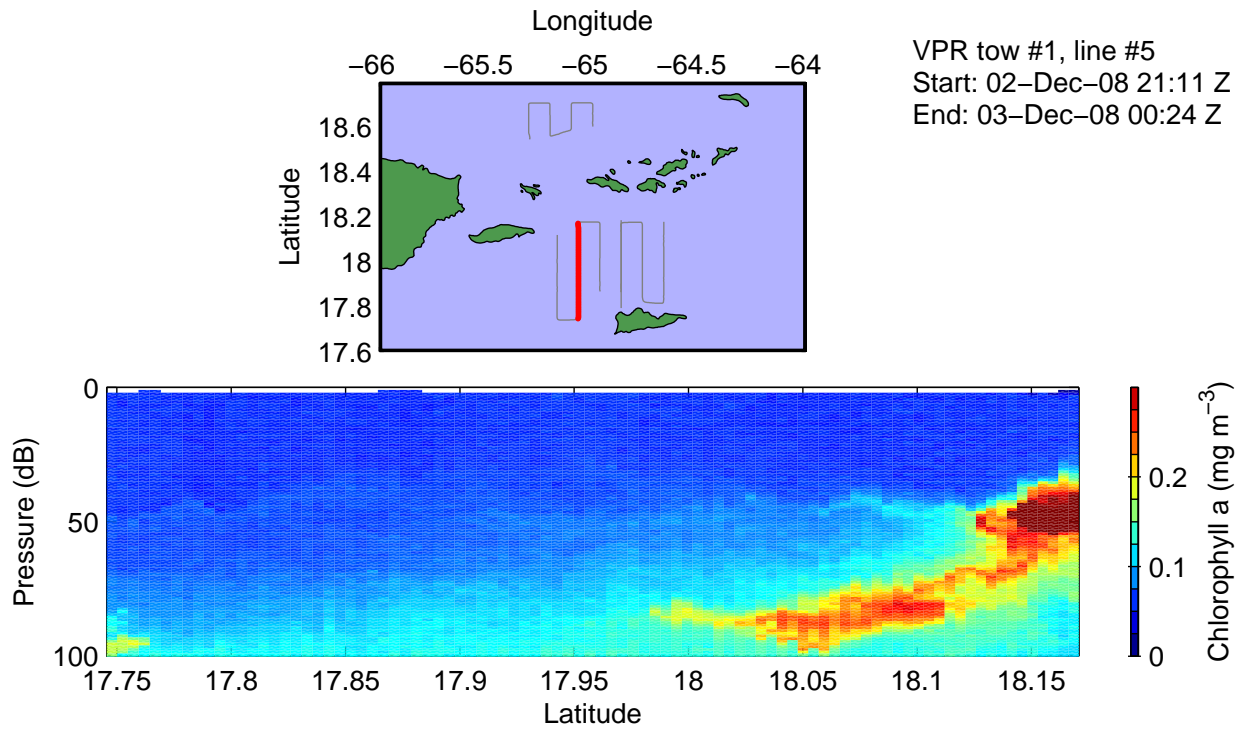 Longitude
−66 −65.5 −65 −64.5 −64
VPR tow #1, line #5
Start: 02−Dec−08 21:11 Z
End: 03−Dec−08 00:24 Z
Latitude
18.6
18.4
18.2
18
17.8
17.6
Pressure (dB)
0
50
100
17.75 17.8 17.85 17.9 17.95 18 18.05 18.1 18.15
Latitude
0.2
0.1
0
Chlorophyll a (mg m−3)